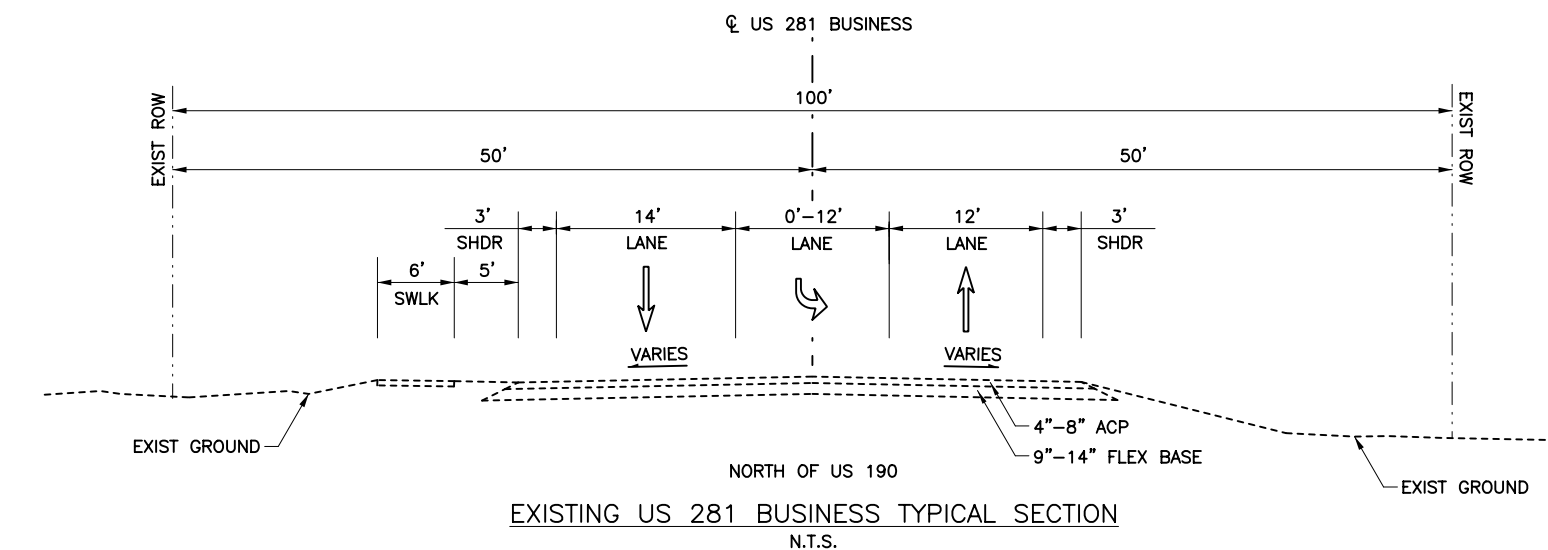 ℄ US 281 BUSINESS
100'
EXIST ROW
EXIST ROW
50'
50'
3'
SHDR
14'
LANE
0'-12'
LANE
12'
LANE
3'
SHDR
6'
SWLK
5'
VARIES
VARIES
EXIST GROUND
4"-8" ACP
9"-14" FLEX BASE
NORTH OF US 190
EXIST GROUND
EXISTING US 281 BUSINESS TYPICAL SECTION
N.T.S.